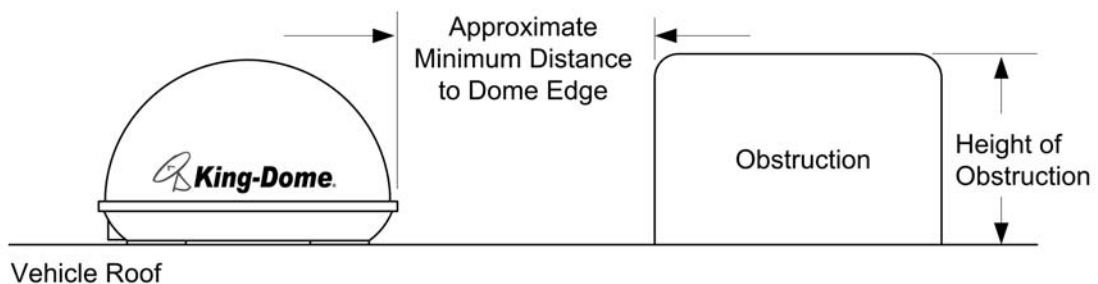 Approximate
Minimum Distance
to Dome Edge
King-Dome.
Obstruction
Height of
Obstruction
Vehicle Roof